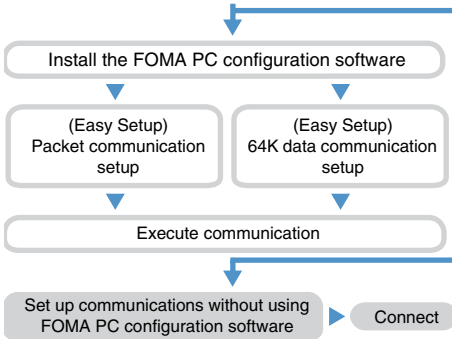 Install the FOMA PC configuration software
(Easy Setup)
Packet communication
setup
(Easy Setup)
64K data communication
setup
Execute communication
Set up communications without using
FOMA PC configuration software
Connect